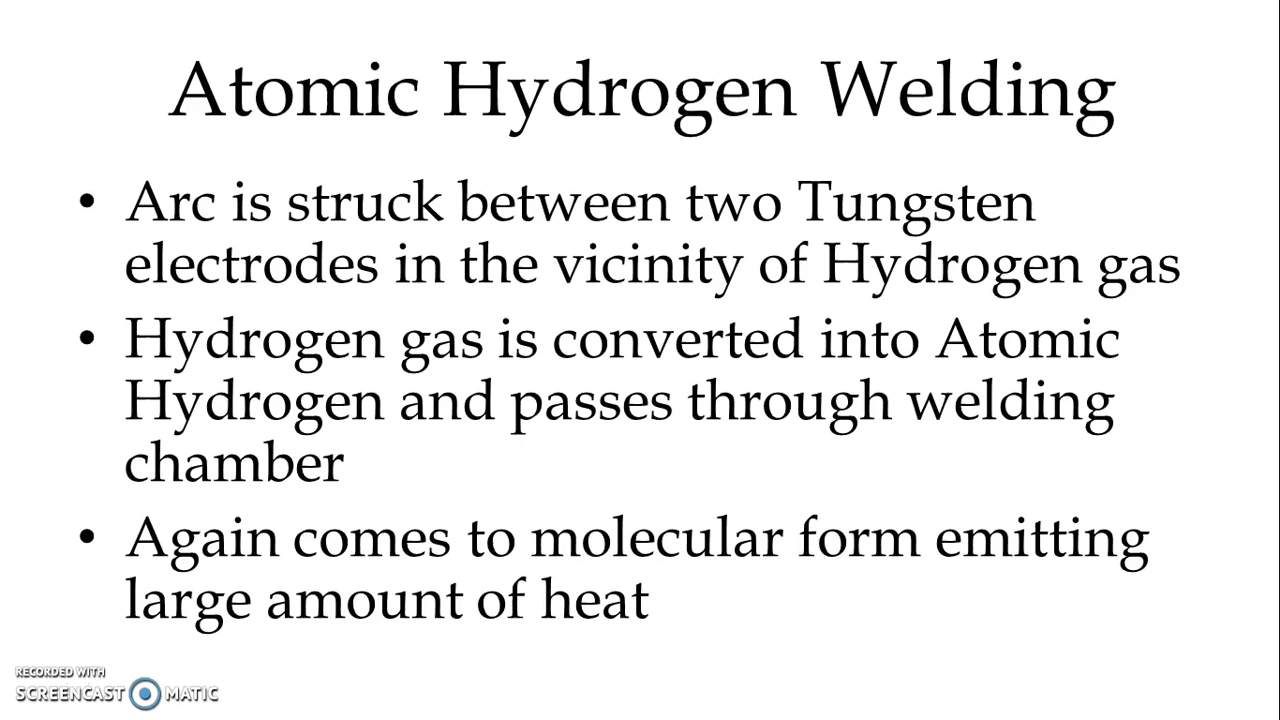 Atomic Hydrogen Welding
• Arc is struck between two Tungsten
electrodes in the vicinity of Hydrogen gas
• Hydrogen gas is converted into Atomic
Hydrogen and passes through welding
chamber
• Again comes to molecular form emitting
large amount of heat
RECORDED WITH
SCREENCAST MATIC